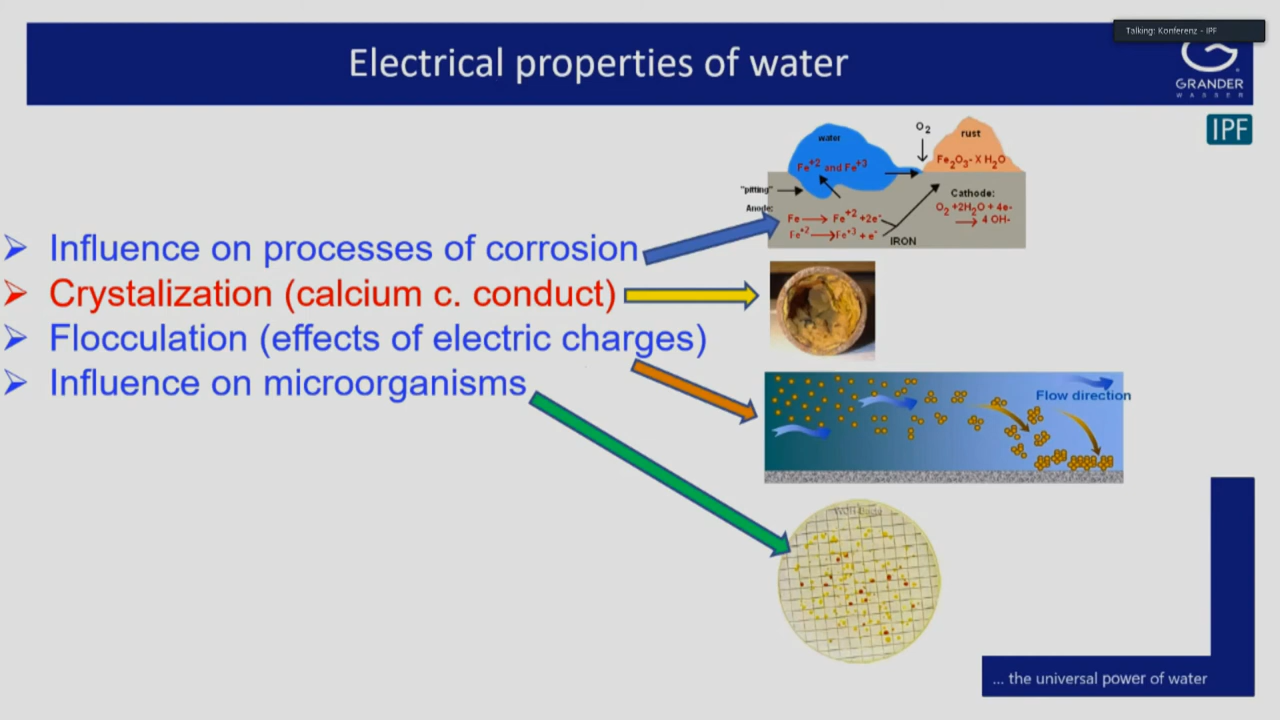 Talking: Konferenz - IPF
Electrical properties of water
GRANDER
WASSER
IPF
➢ Influence on processes of corrosion
➢ Crystalization (calcium c. conduct)
➢ Flocculation (effects of electric charges)
➢ Influence on microorganisms
water
O2
rust
Fe+2 and Fe+3
Fe2O3- X H2O
"pitting"
Cathode:
Anode:
O2 +2H2O + 4e-
Fe → Fe+2 +2e-
→ 4 OH-
Fe+2 → Fe+3 + e-
IRON
Flow direction
... the universal power of water